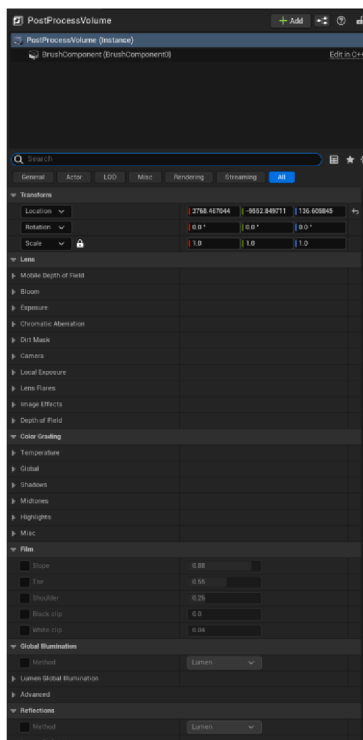 PostProcessVolume
+ Add
PostProcessVolume (Instance)
BrushComponent (BrushComponent0)
Edit in C++
Search
General Actor LOD Misc Rendering Streaming All
Transform
Location 2768.467044 -9552.849711 136.605845
Rotation 0.0 ° 0.0 ° 0.0 °
Scale 1.0 1.0 1.0
Lens
Mobile Depth of Field
Bloom
Exposure
Chromatic Aberration
Dirt Mask
Camera
Local Exposure
Lens Flares
Image Effects
Depth of Field
Color Grading
Temperature
Global
Shadows
Midtones
Highlights
Misc
Film
Slope 0.88
Toe 0.55
Shoulder 0.26
Black clip 0.0
White clip 0.04
Global Illumination
Method Lumen
Lumen Global Illumination
Advanced
Reflections
Method Lumen